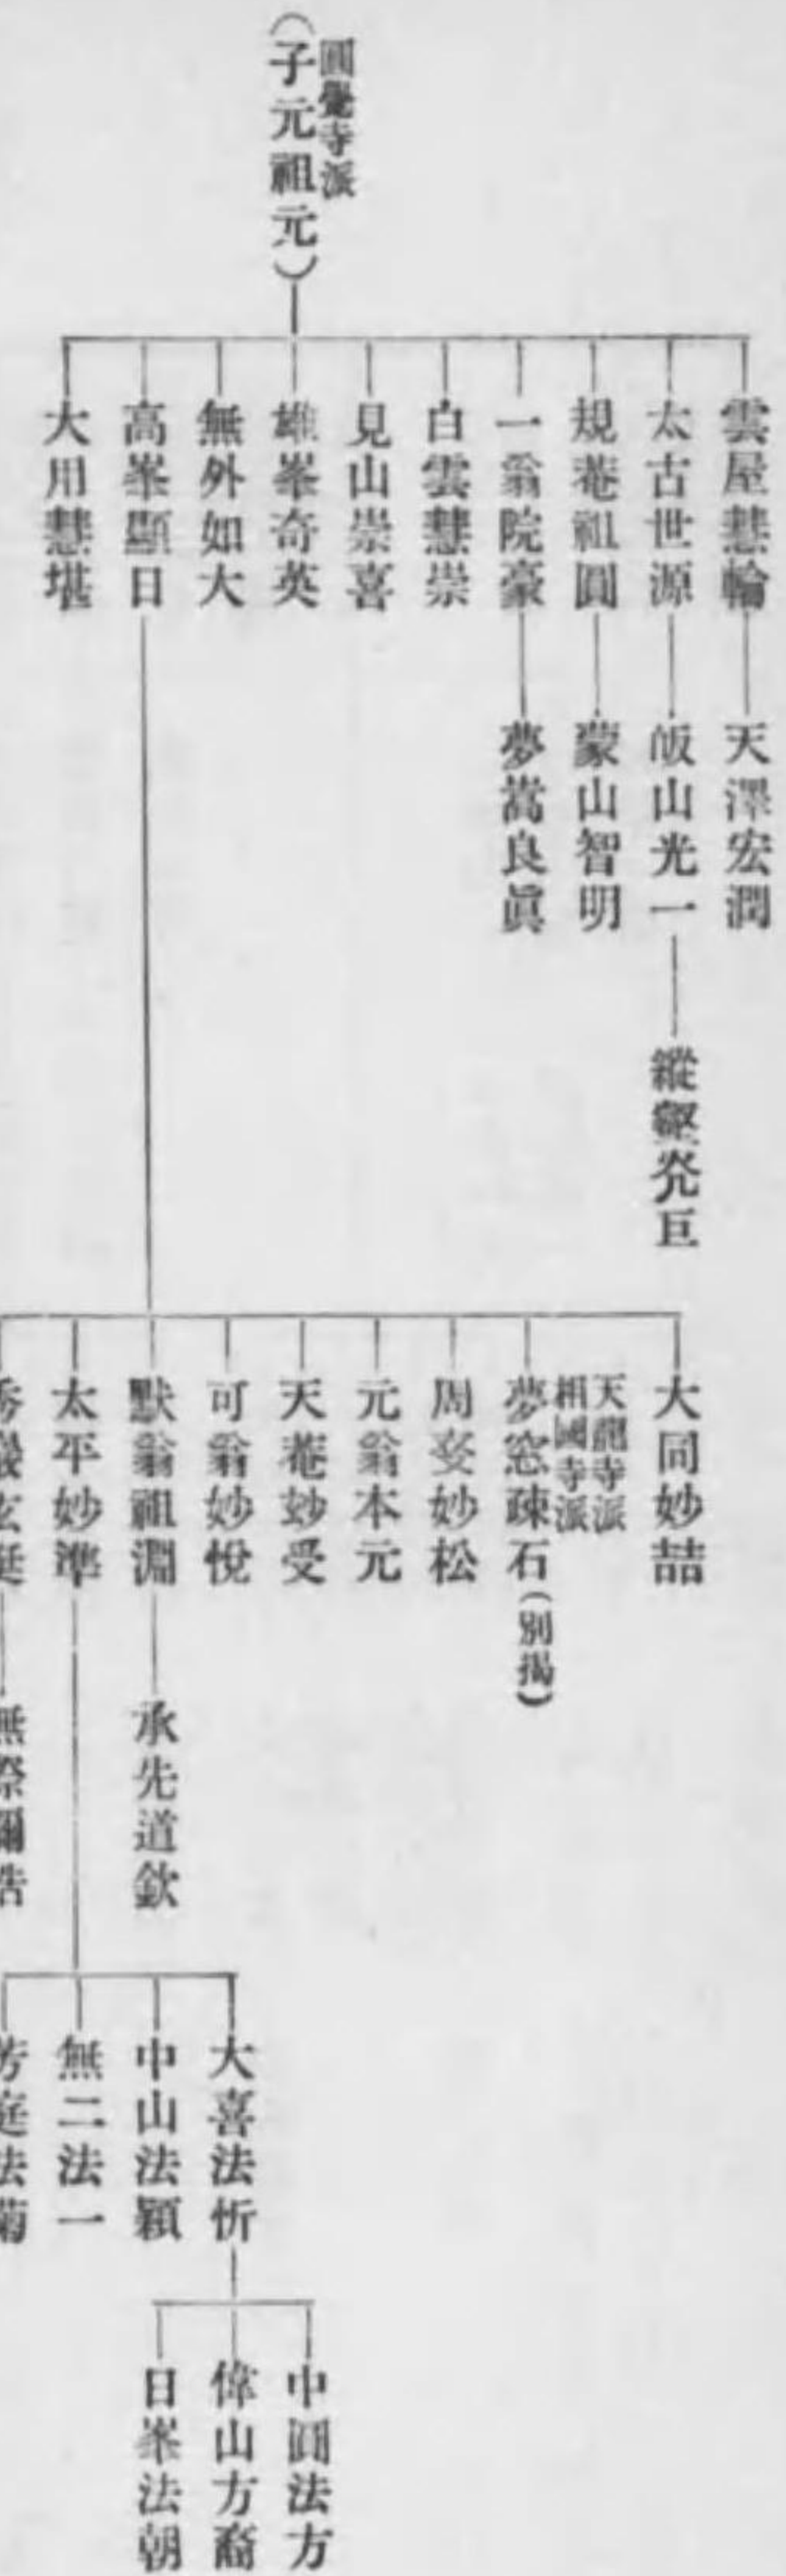 圓覺寺派
(子元祖元)
雲屋慧輪
天澤宏潤
太古世源
皈山光一
縱壑巨
規菴祖圓
蒙山智明
一翁院豪
夢嵩良眞
白雲慧崇
見山崇喜
雄峯奇英
無外如大
高峯顯日
大用慧堪
大同妙喆
天龍寺派
相國寺派
夢窓疎石(別揭)
周妙松
元翁本元
天菴玅受
可翁妙悅
默翁祖淵
承先道欽
太平妙準
大喜法忻
中圓法方
偉山方裔
日峯法朝
中山法穎
無二法一